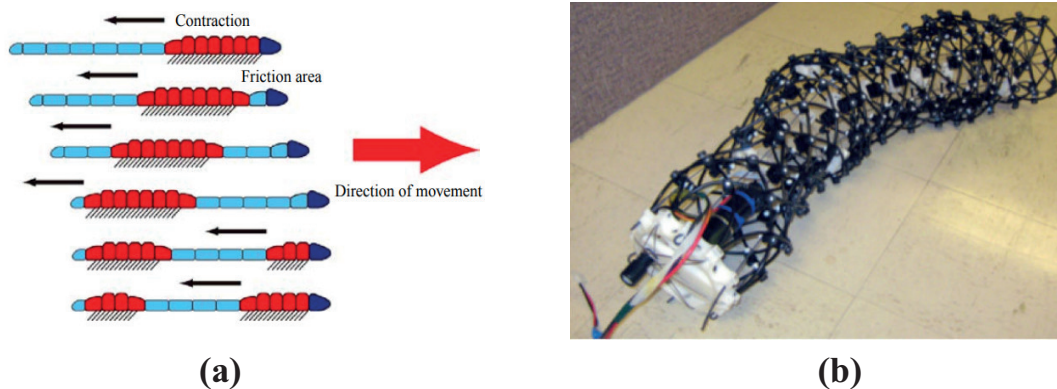 Contraction
Friction area
Direction of movement
(a)
(b)